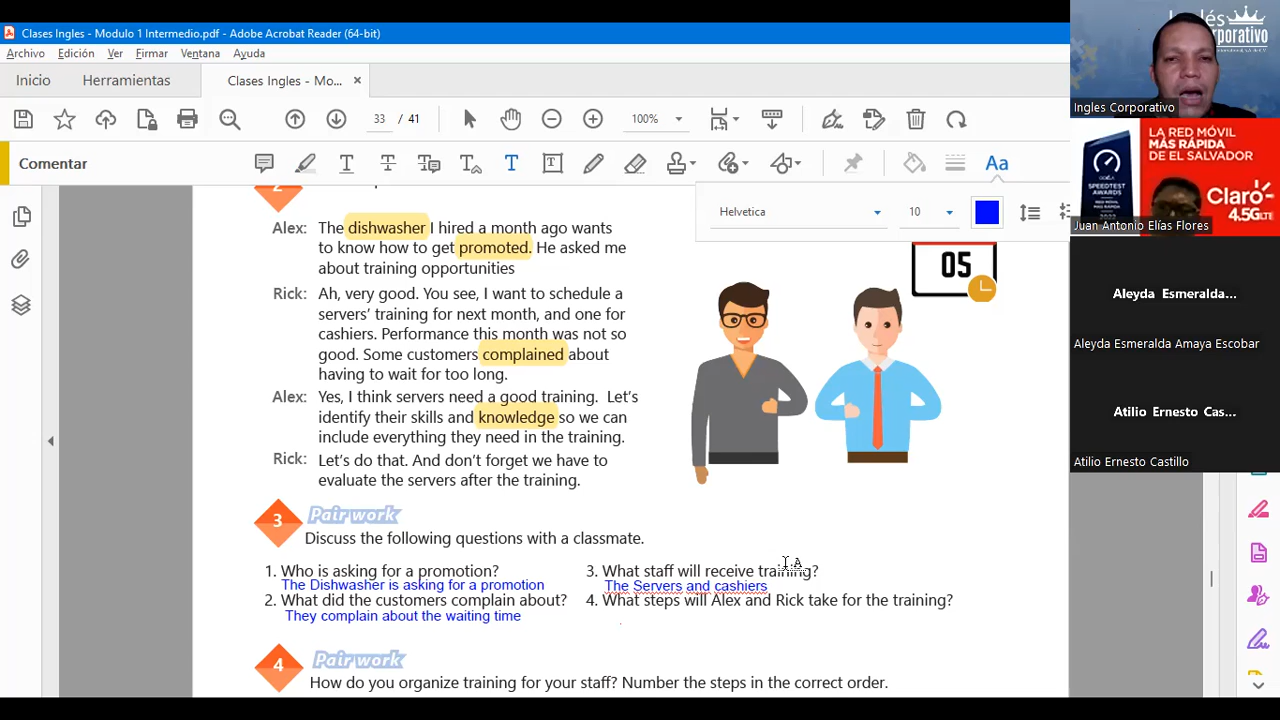 Clases Ingles - Modulo 1 Intermedio.pdf - Adobe Acrobat Reader (64-bit)
Archivo Edición Ver Firmar Ventana Ayuda
Inicio Herramientas Clases Ingles - Mo... ×
33 / 41 100%
Comentar
Aa
Helvetica 10
2
Alex: The dishwasher I hired a month ago wants
to know how to get promoted. He asked me
about training opportunities
Rick: Ah, very good. You see, I want to schedule a
servers' training for next month, and one for
cashiers. Performance this month was not so
good. Some customers complained about
having to wait for too long.
Alex: Yes, I think servers need a good training. Let's
identify their skills and knowledge so we can
include everything they need in the training.
Rick: Let's do that. And don't forget we have to
evaluate the servers after the training.
05
3 Pair work
Discuss the following questions with a classmate.
1. Who is asking for a promotion?
The Dishwasher is asking for a promotion
2. What did the customers complain about?
They complain about the waiting time
3. What staff will receive training?
The Servers and cashiers
4. What steps will Alex and Rick take for the training?
4 Pair work
How do you organize training for your staff? Number the steps in the correct order.
Inglés
Corporativo
Ingles Corporativo
LA RED MÓVIL
MÁS RÁPIDA
DE EL SALVADOR
SPEEDTEST
AWARDS
Claro
4.5G LTE
Juan Antonio Elías Flores
Aleyda Esmeralda...
Aleyda Esmeralda Amaya Escobar
Atilio Ernesto Cas...
Atilio Ernesto Castillo